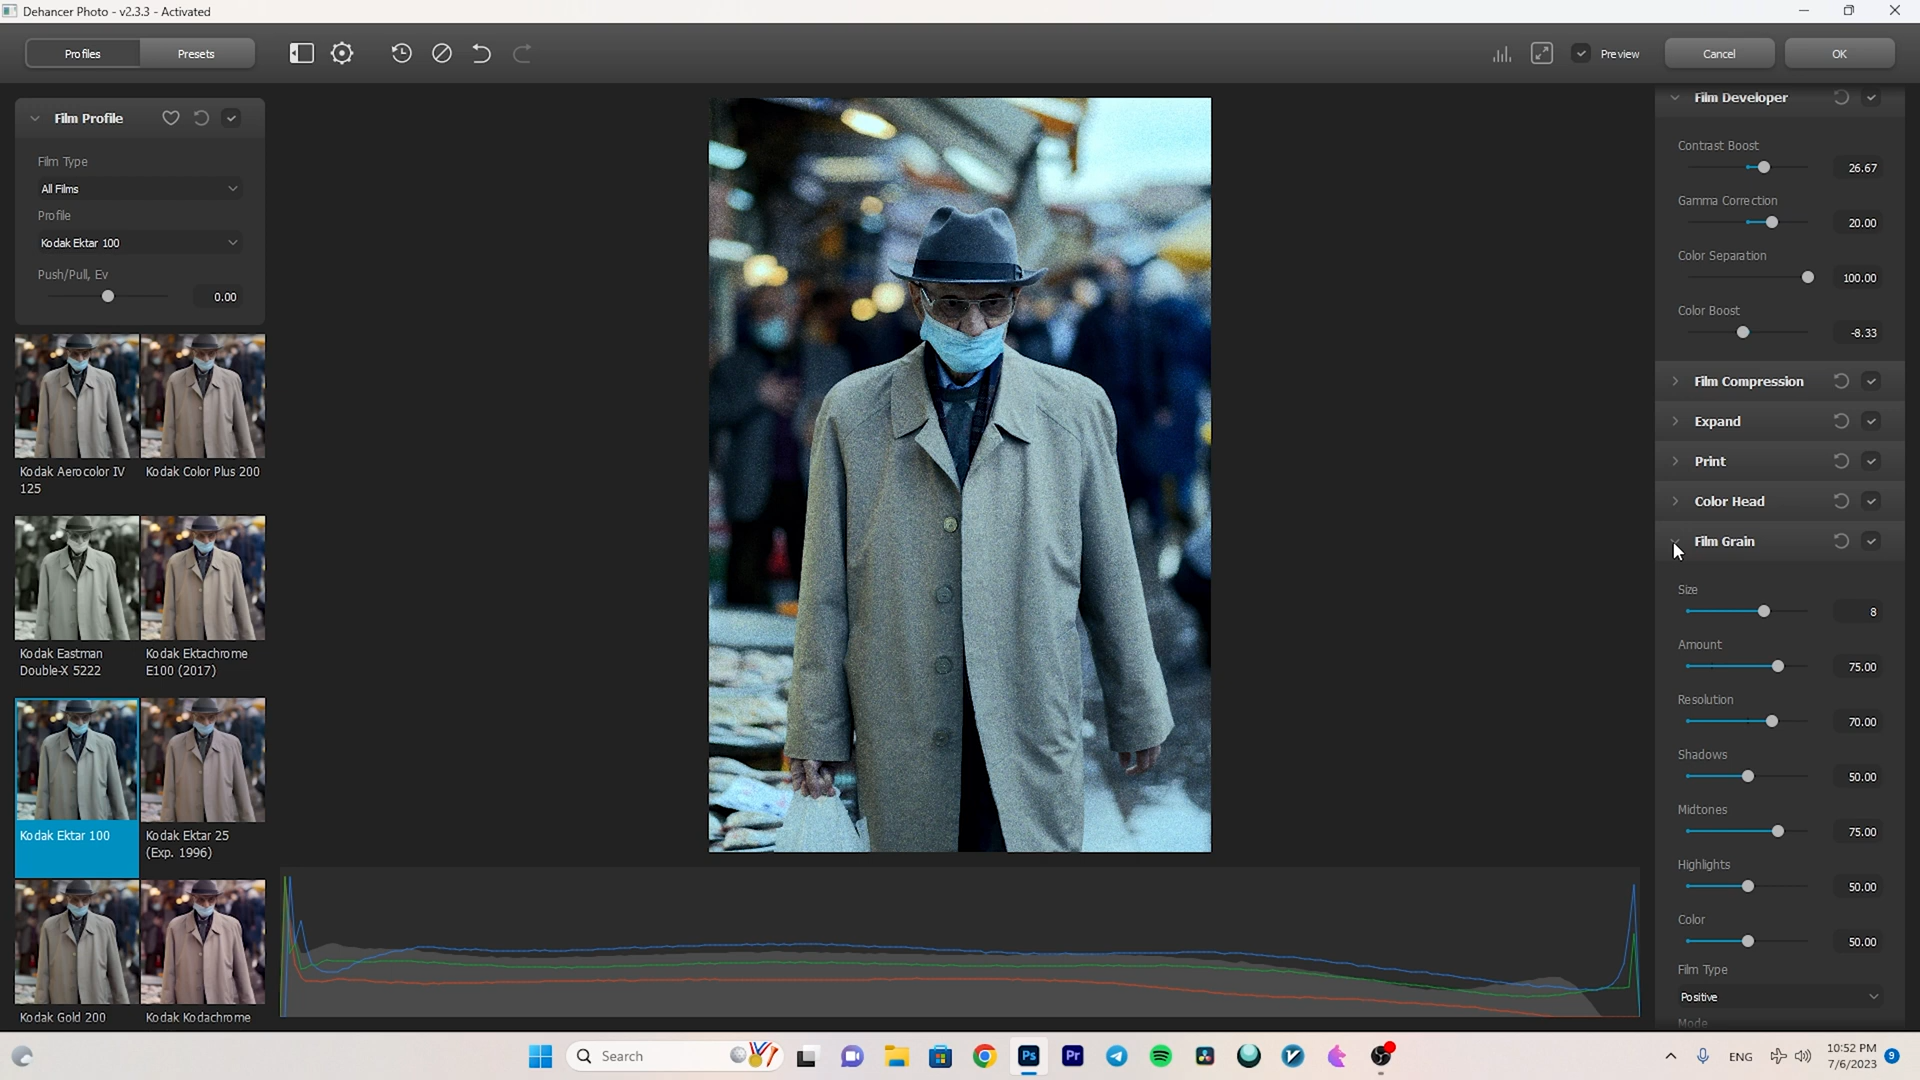 Dehancer Photo - v2.3.3 - Activated
Profiles
Presets
Preview
Cancel
OK
Film Profile
Film Type
All Films
Profile
Kodak Ektar 100
Push/Pull, Ev
0.00
Kodak Aerocolor IV
125
Kodak Color Plus 200
Kodak Eastman
Double-X 5222
Kodak Ektachrome
E100 (2017)
Kodak Ektar 100
Kodak Ektar 25
(Exp. 1996)
Kodak Gold 200
Kodak Kodachrome
Film Developer
Contrast Boost
26.67
Gamma Correction
20.00
Color Separation
100.00
Color Boost
-8.33
Film Compression
Expand
Print
Color Head
Film Grain
Size
8
Amount
75.00
Resolution
70.00
Shadows
50.00
Midtones
75.00
Highlights
50.00
Color
50.00
Film Type
Positive
Mode
Search
Ps
Pr
ENG
10:52 PM
7/6/2023
9